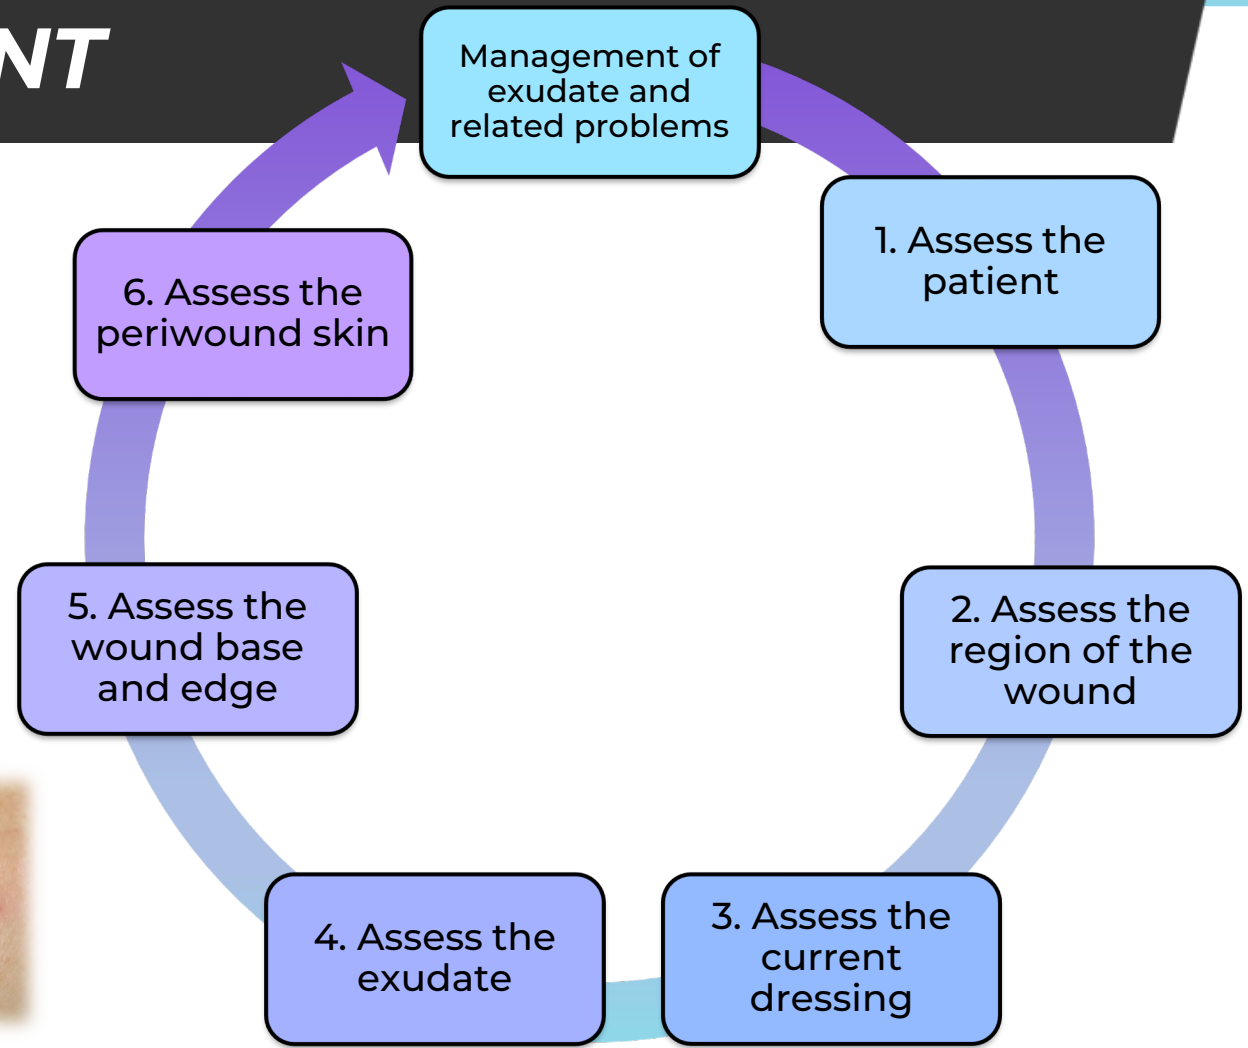 NT
Management of
exudate and
related problems
1. Assess the
patient
2. Assess the
region of the
wound
3. Assess the
current
dressing
4. Assess the
exudate
5. Assess the
wound base
and edge
6. Assess the
periwound skin